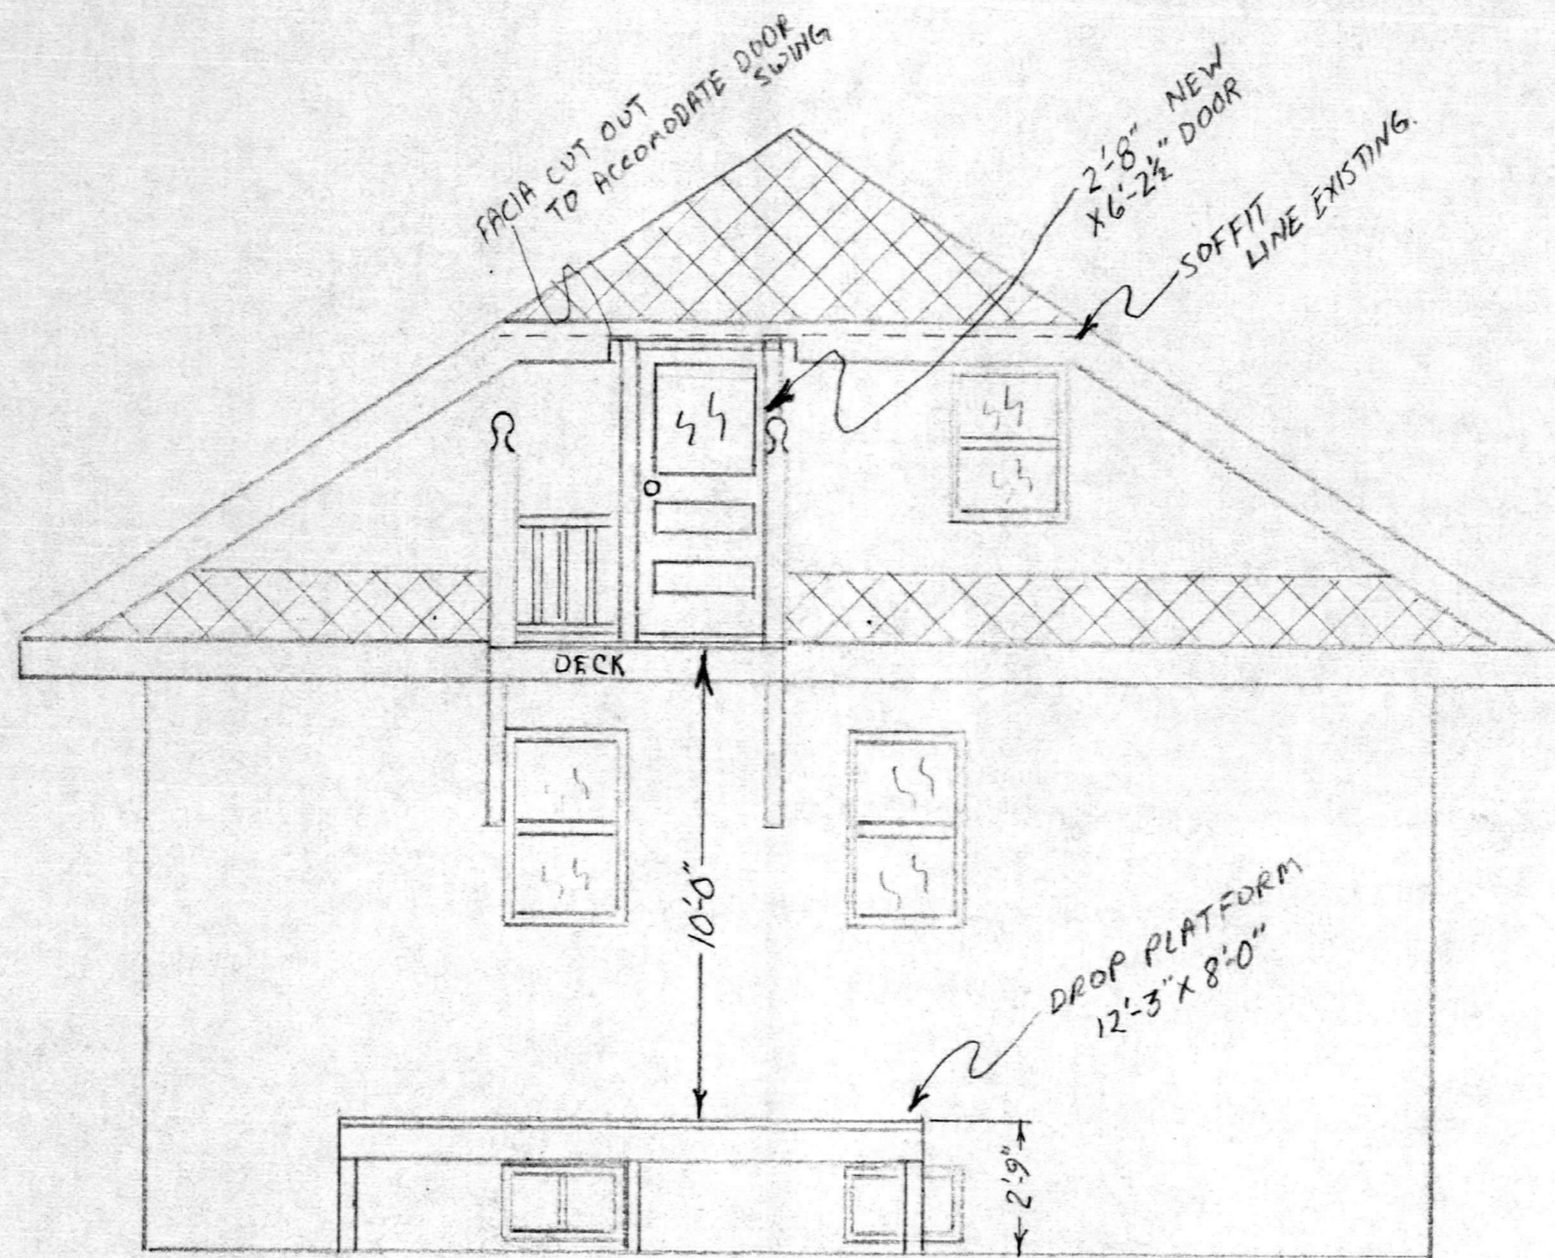 FACIA CUT OUT
TO ACCOMODATE DOOR
SWING
2'-8" NEW
X 6'-2½" DOOR
SOFFIT
LINE EXISTING.
DECK
10'-0"
DROP PLATFORM
12'-3" X 8'-0"
2'-9"